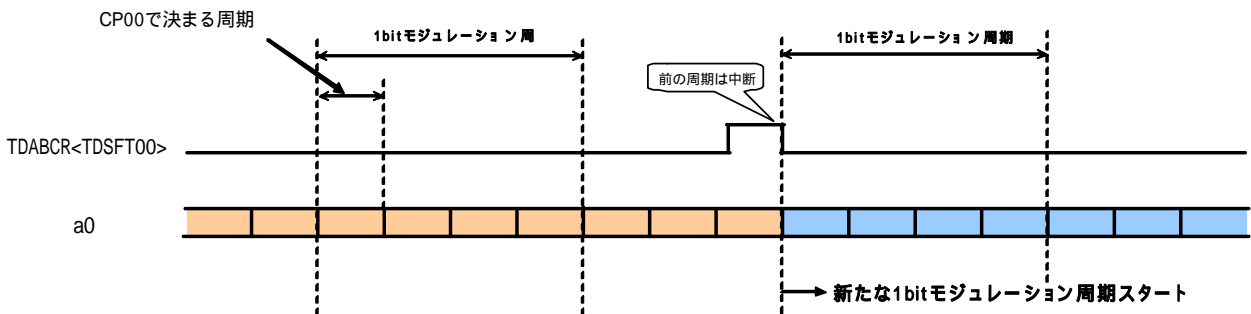 CP00で決まる周期
1bitモジュレーション周
1bitモジュレーション周期
前の周期は中断
TDABCR<TDSFT00>
a0
新たな1bitモジュレーション周期スタート